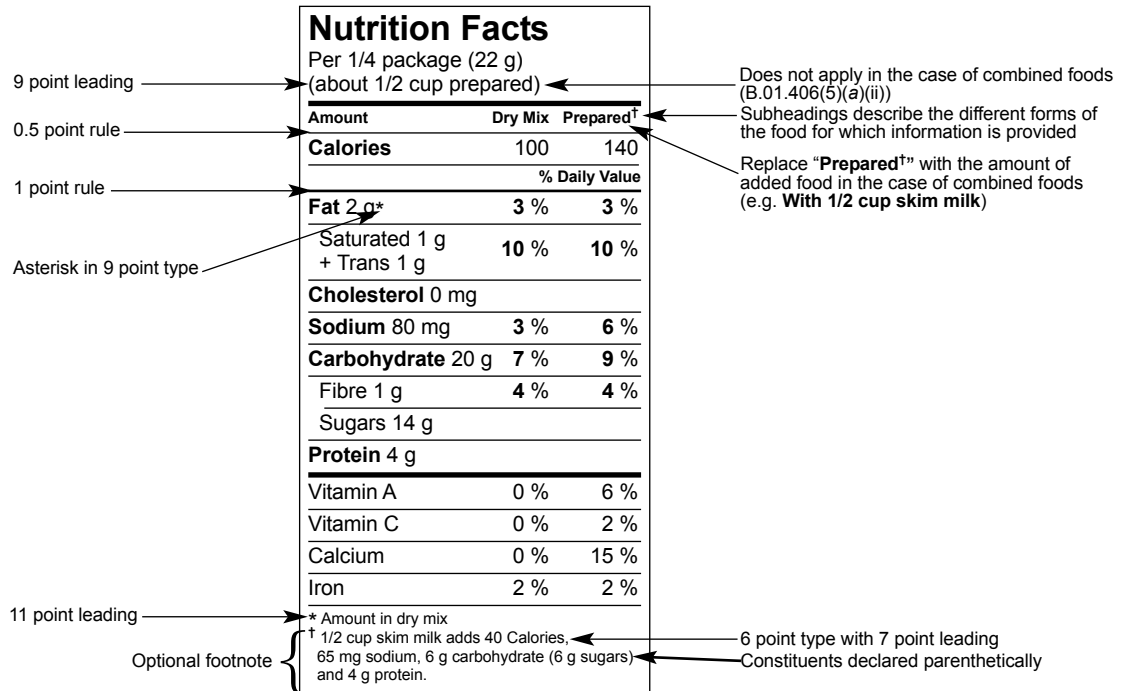 Nutrition Facts
Per 1/4 package (22 g)
(about 1/2 cup prepared)
Amount Dry Mix Prepared†
Calories 100 140
% Daily Value
Fat 2 g* 3 % 3 %
Saturated 1 g
+ Trans 1 g 10 % 10 %
Cholesterol 0 mg
Sodium 80 mg 3 % 6 %
Carbohydrate 20 g 7 % 9 %
Fibre 1 g 4 % 4 %
Sugars 14 g
Protein 4 g
Vitamin A 0 % 6 %
Vitamin C 0 % 2 %
Calcium 0 % 15 %
Iron 2 % 2 %
* Amount in dry mix
† 1/2 cup skim milk adds 40 Calories,
65 mg sodium, 6 g carbohydrate (6 g sugars)
and 4 g protein.
9 point leading
0.5 point rule
1 point rule
Asterisk in 9 point type
11 point leading
Optional footnote
Does not apply in the case of combined foods
(B.01.406(5)(a)(ii))
Subheadings describe the different forms of
the food for which information is provided
Replace “Prepared†” with the amount of
added food in the case of combined foods
(e.g. With 1/2 cup skim milk)
6 point type with 7 point leading
Constituents declared parenthetically